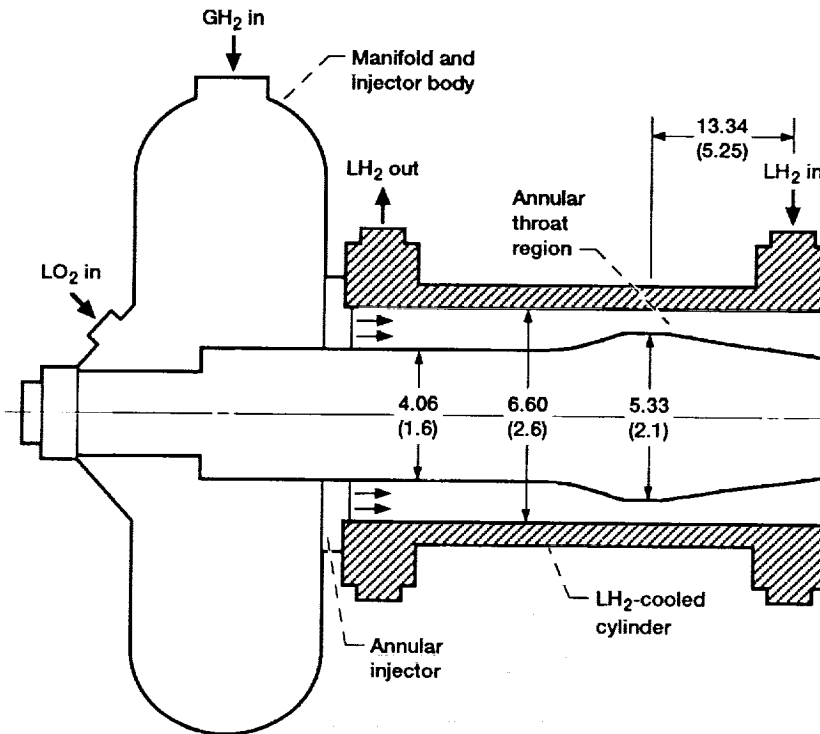 GH2 in
Manifold and
injector body
13.34
(5.25)
LH2 out
LH2 in
Annular
throat
region
LO2 in
4.06
(1.6)
6.60
(2.6)
5.33
(2.1)
LH2-cooled
cylinder
Annular
injector